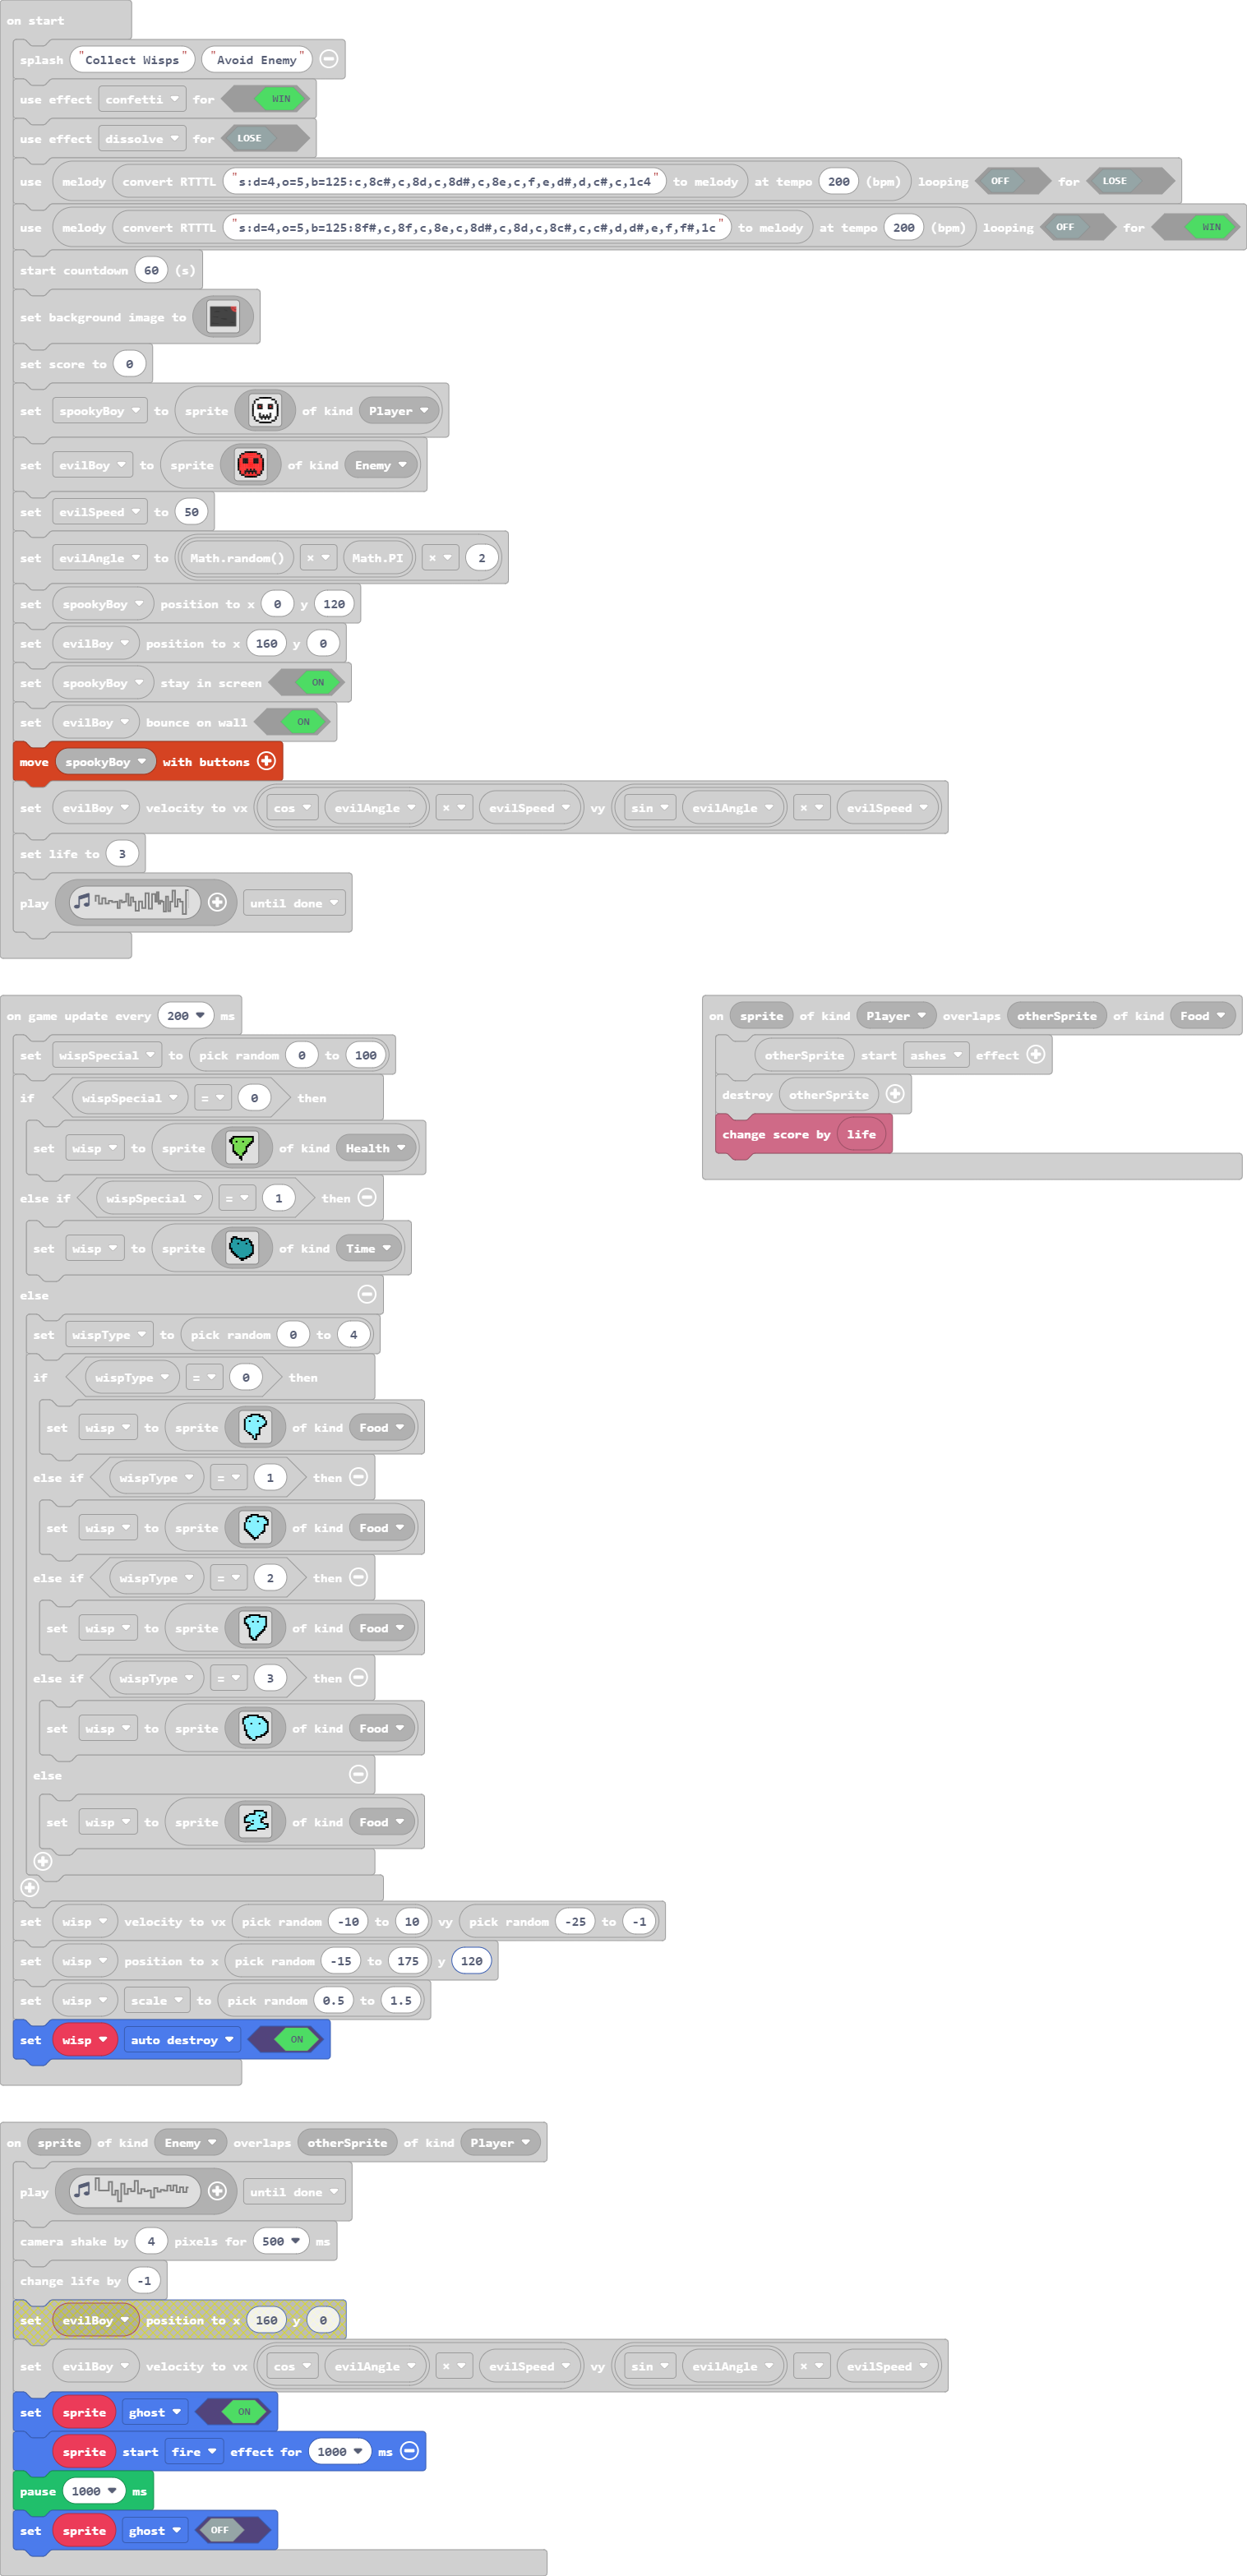 on start
splash "Collect Wisps" "Avoid Enemy"
use effect confetti for WIN
use effect dissolve for LOSE
use melody convert RTTTL "s:d=4,o=5,b=125:c,8c#,c,8d,c,8d#,c,8e,c,f,e,d#,d,c#,c,1c4" to melody at tempo 200 (bpm) looping OFF for LOSE
use melody convert RTTTL "s:d=4,o=5,b=125:8f#,c,8f,c,8e,c,8d#,c,8d,c,8c#,c,c#,d,d#,e,f,f#,1c" to melody at tempo 200 (bpm) looping OFF for WIN
start countdown 60 (s)
set background image to
set score to 0
set spookyBoy to sprite of kind Player
set evilBoy to sprite of kind Enemy
set evilSpeed to 50
set evilAngle to Math.random() × Math.PI × 2
set spookyBoy position to x 0 y 120
set evilBoy position to x 160 y 0
set spookyBoy stay in screen ON
set evilBoy bounce on wall ON
move spookyBoy with buttons
set evilBoy velocity to vx cos evilAngle × evilSpeed vy sin evilAngle × evilSpeed
set life to 3
play until done
on game update every 200 ms
set wispSpecial to pick random 0 to 100
if wispSpecial = 0 then
set wisp to sprite of kind Health
else if wispSpecial = 1 then
set wisp to sprite of kind Time
else
set wispType to pick random 0 to 4
if wispType = 0 then
set wisp to sprite of kind Food
else if wispType = 1 then
set wisp to sprite of kind Food
else if wispType = 2 then
set wisp to sprite of kind Food
else if wispType = 3 then
set wisp to sprite of kind Food
else
set wisp to sprite of kind Food
set wisp velocity to vx pick random -10 to 10 vy pick random -25 to -1
set wisp position to x pick random -15 to 175 y 120
set wisp scale to pick random 0.5 to 1.5
set wisp auto destroy ON
on sprite of kind Player overlaps otherSprite of kind Food
otherSprite start ashes effect
destroy otherSprite
change score by life
on sprite of kind Enemy overlaps otherSprite of kind Player
play until done
camera shake by 4 pixels for 500 ms
change life by -1
set evilBoy position to x 160 y 0
set evilBoy velocity to vx cos evilAngle × evilSpeed vy sin evilAngle × evilSpeed
set sprite ghost ON
sprite start fire effect for 1000 ms
pause 1000 ms
set sprite ghost OFF